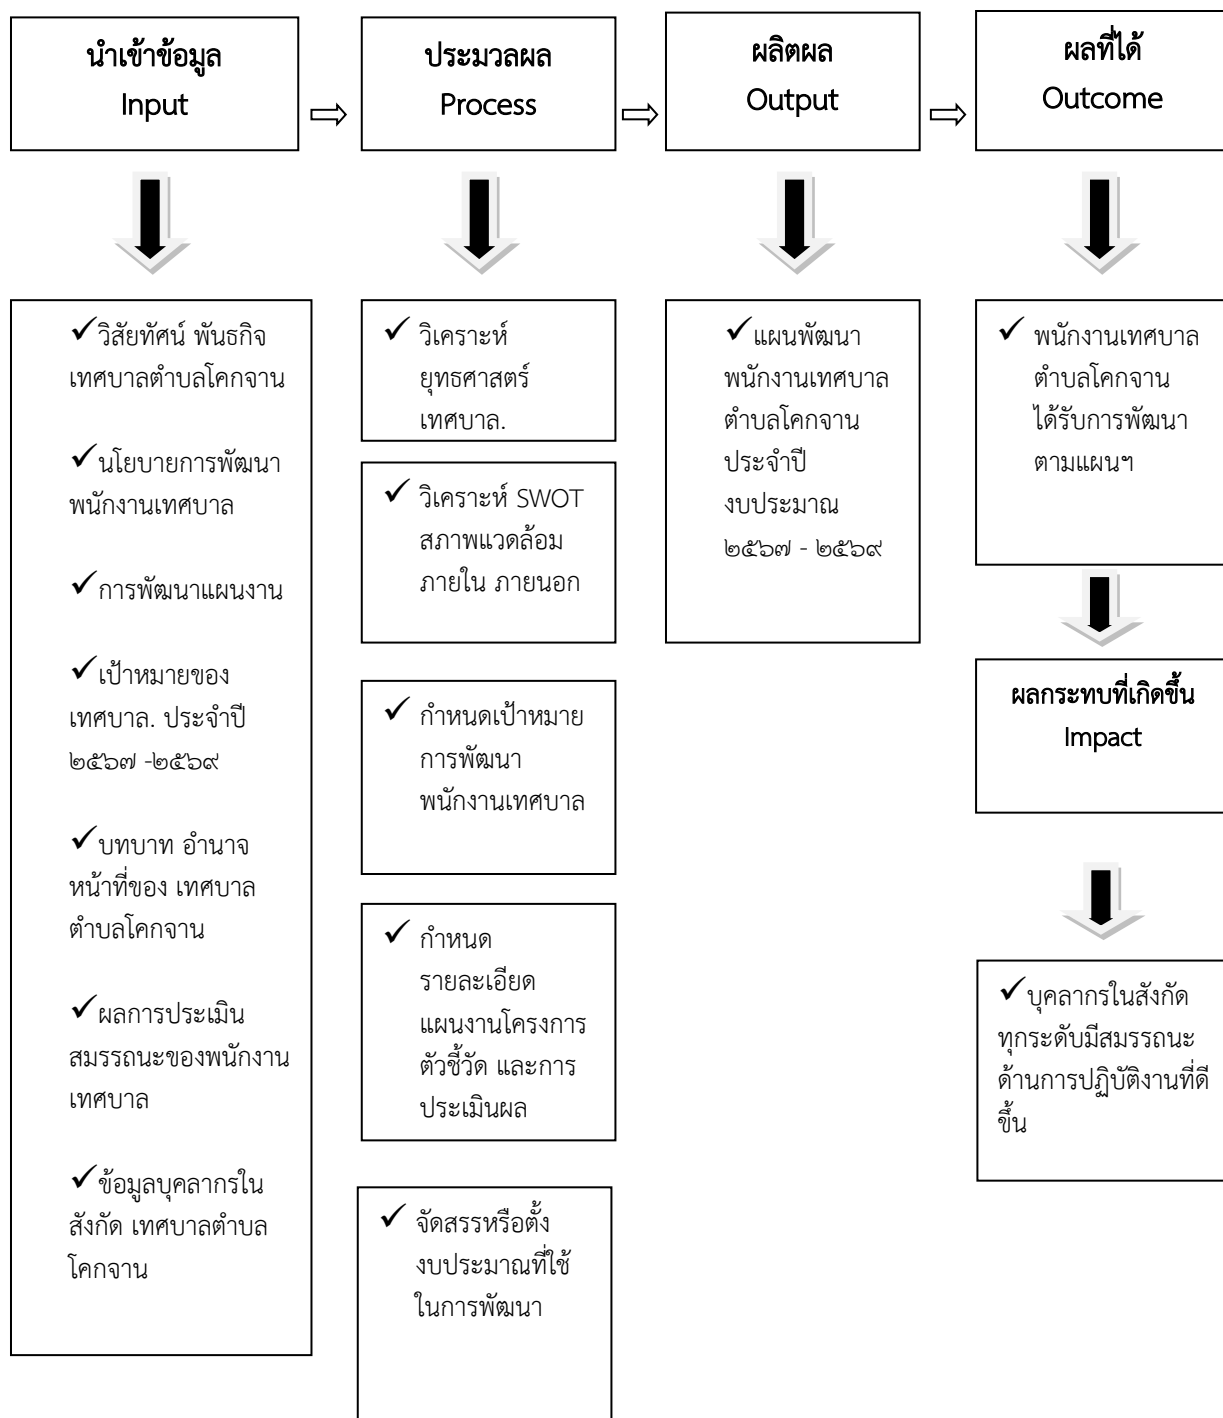 นำเข้าข้อมูล
Input
ประมวลผล
Process
ผลิตผล
Output
ผลที่ได้
Outcome
✓วิสัยทัศน์ พันธกิจ
เทศบาลตำบลโคกจาน
✓นโยบายการพัฒนา
พนักงานเทศบาล
✓การพัฒนาแผนงาน
✓เป้าหมายของ
เทศบาล. ประจำปี
๒๕๖๗ -๒๕๖๙
✓บทบาท อำนาจ
หน้าที่ของ เทศบาล
ตำบลโคกจาน
✓ผลการประเมิน
สมรรถนะของพนักงาน
เทศบาล
✓ข้อมูลบุคลากรใน
สังกัด เทศบาลตำบล
โคกจาน
✓ วิเคราะห์
ยุทธศาสตร์
เทศบาล.
✓ วิเคราะห์ SWOT
สภาพแวดล้อม
ภายใน ภายนอก
✓ กำหนดเป้าหมาย
การพัฒนา
พนักงานเทศบาล
✓ กำหนด
รายละเอียด
แผนงานโครงการ
ตัวชี้วัด และการ
ประเมินผล
✓ จัดสรรหรือตั้ง
งบประมาณที่ใช้
ในการพัฒนา
✓แผนพัฒนา
พนักงานเทศบาล
ตำบลโคกจาน
ประจำปี
งบประมาณ
๒๕๖๗ - ๒๕๖๙
✓ พนักงานเทศบาล
ตำบลโคกจาน
ได้รับการพัฒนา
ตามแผนฯ
ผลกระทบที่เกิดขึ้น
Impact
✓บุคลากรในสังกัด
ทุกระดับมีสมรรถนะ
ด้านการปฏิบัติงานที่ดี
ขึ้น